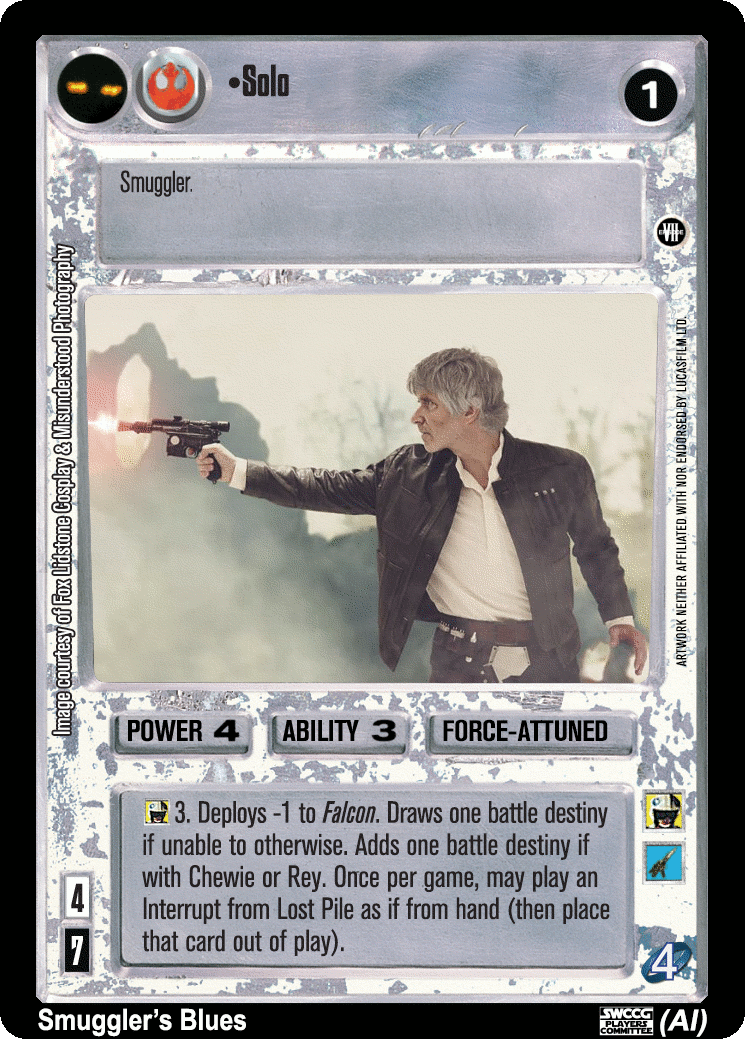 •Solo
1
Smuggler.
EPISODE
VII
Image courtesy of Fox Lidstone Cosplay & Misunderstood Photography
ARTWORK NEITHER AFFILIATED WITH NOR ENDORSED BY LUCASFILM LTD.
POWER 4
ABILITY 3
FORCE-ATTUNED
3. Deploys -1 to Falcon. Draws one battle destiny
if unable to otherwise. Adds one battle destiny if
with Chewie or Rey. Once per game, may play an
Interrupt from Lost Pile as if from hand (then place
that card out of play).
4
7
4
Smuggler's Blues
SWCCG
PLAYERS
COMMITTEE
(AI)